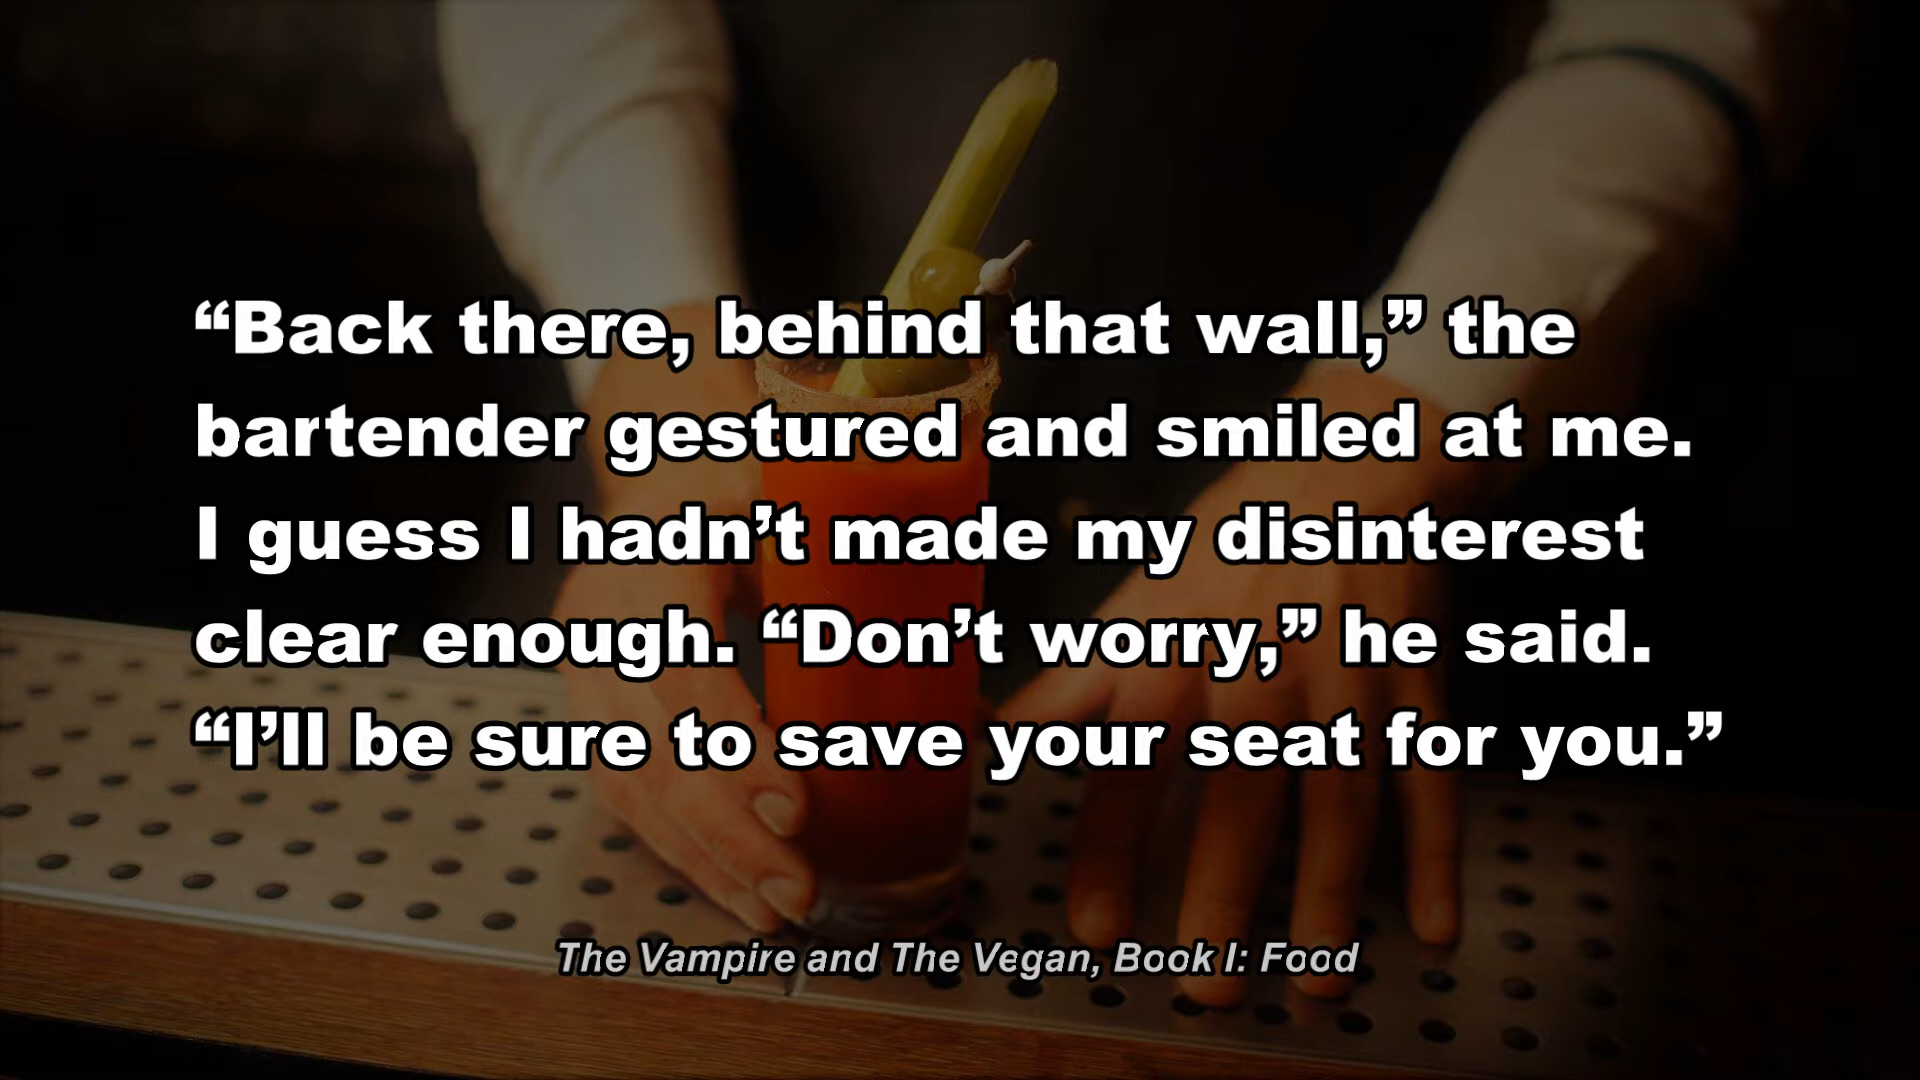 “Back there, behind that wall,” the
bartender gestured and smiled at me.
I guess I hadn’t made my disinterest
clear enough. “Don’t worry,” he said.
“I’ll be sure to save your seat for you.”
The Vampire and The Vegan, Book I: Food